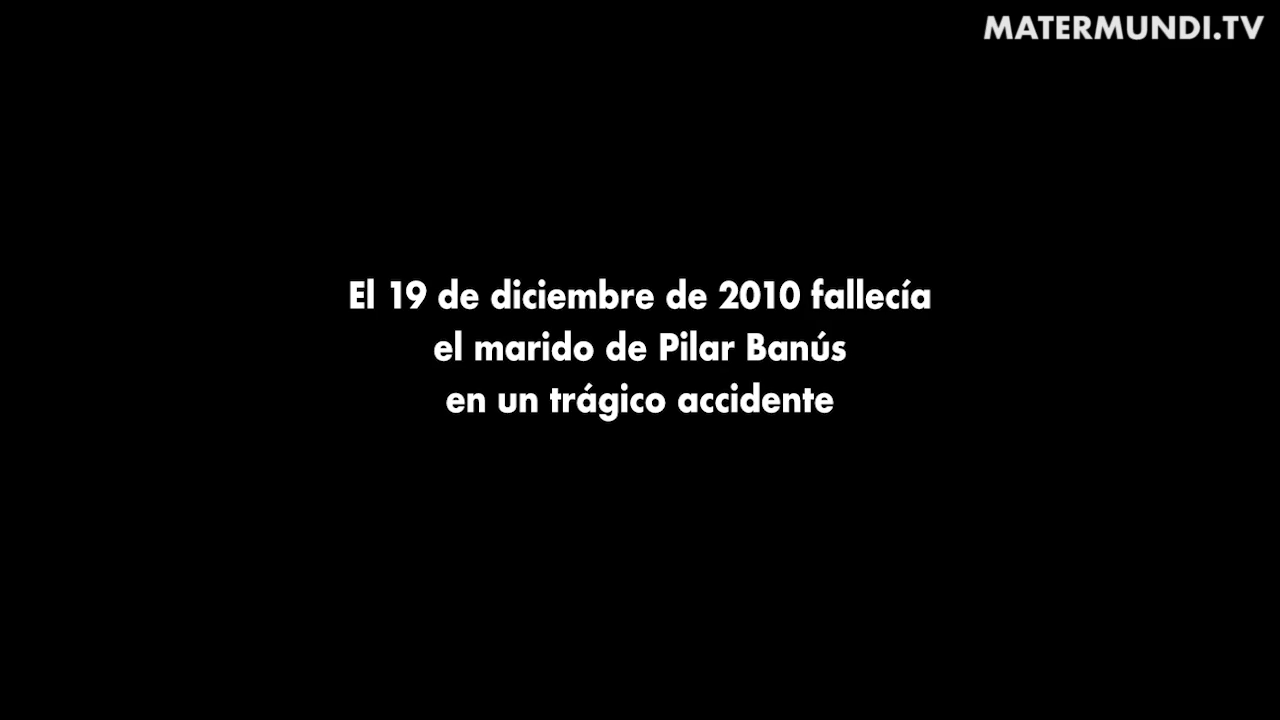 MATERMUNDI.TV
El 19 de diciembre de 2010 fallecía
el marido de Pilar Banús
en un trágico accidente